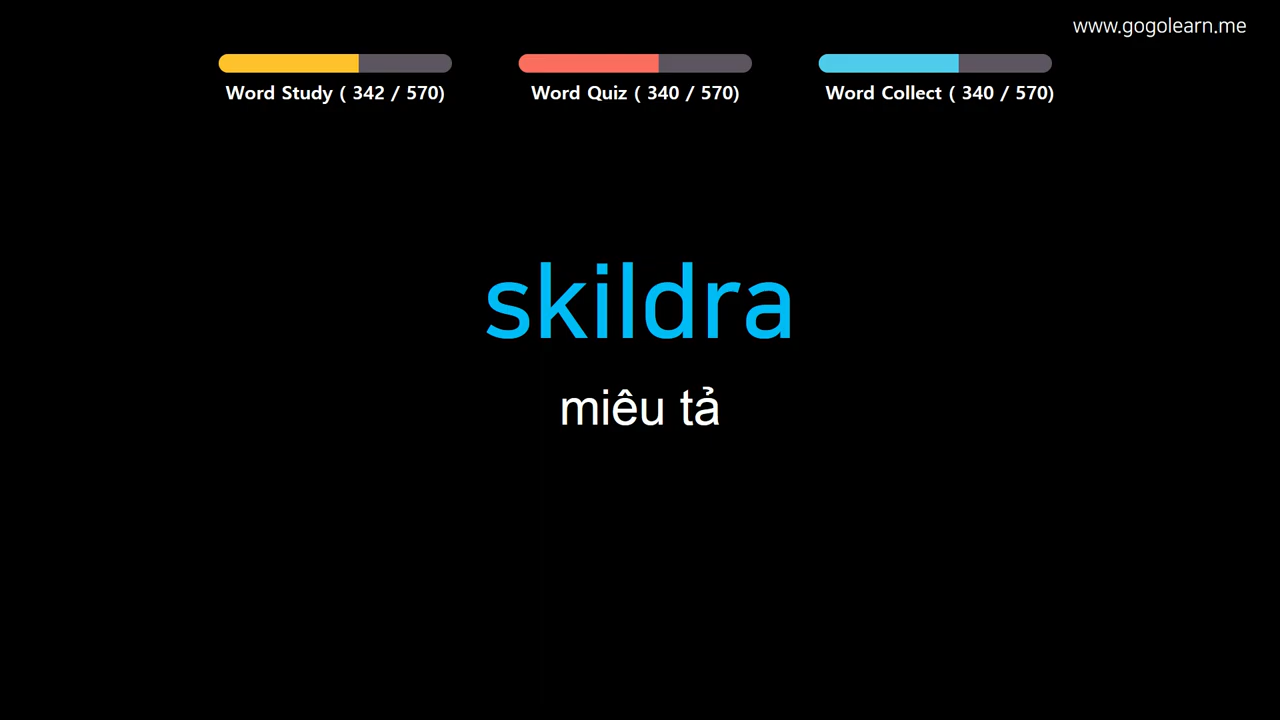 www.gogolearn.me
Word Study ( 342 / 570)
Word Quiz ( 340 / 570)
Word Collect ( 340 / 570)
skildra
miêu tả